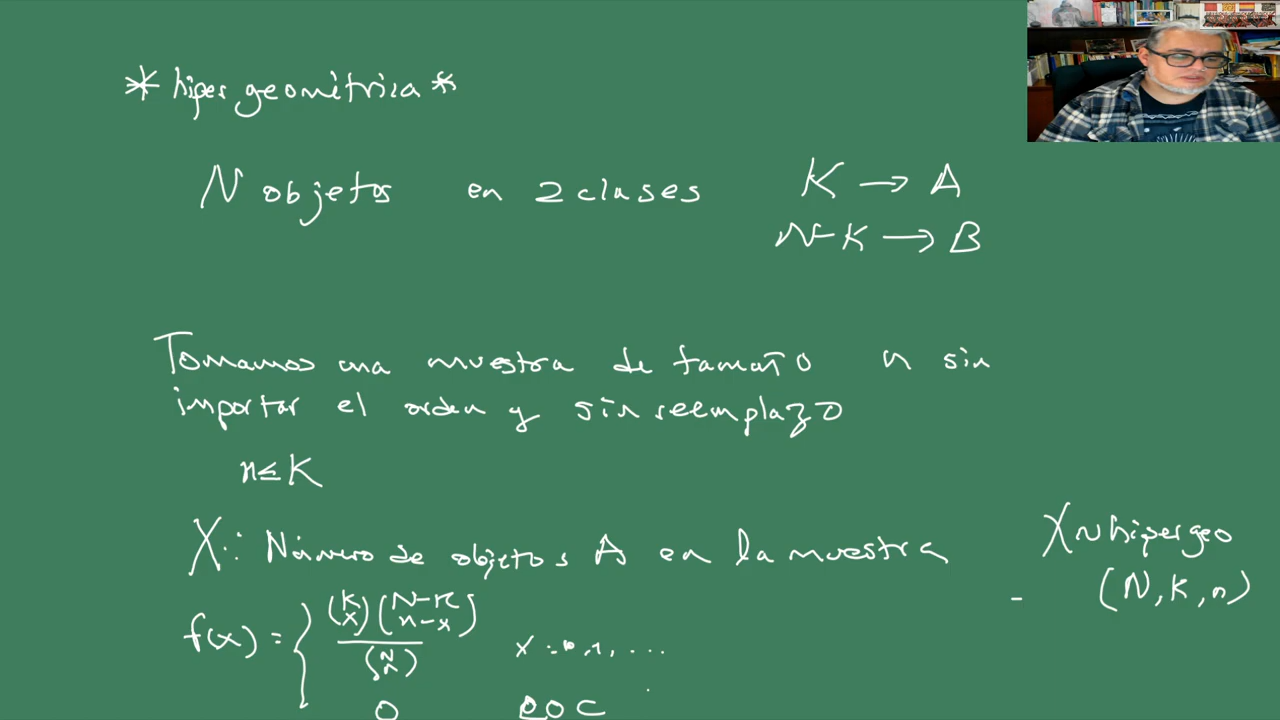 * hipergeométrica *
N objetos en 2 clases K → A
N-K → B
Tomamos una muestra de tamaño n sin
importar el orden y sin reemplazo
n ≤ K
X: Número de objetos A en la muestra
X ~ hipergeo
(N, K, n)
f(x) = { (K x)(N-K n-x) / (N n) x = 0, 1, ...
0 eoc